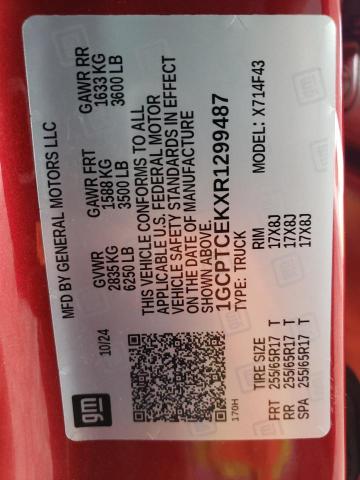 MFD BY GENERAL MOTORS LLC
10/24 GVWR GAWR FRT GAWR RR
2835 KG 1588 KG 1633 KG
6250 LB 3500 LB 3600 LB
THIS VEHICLE CONFORMS TO ALL
APPLICABLE U.S. FEDERAL MOTOR
VEHICLE SAFETY STANDARDS IN EFFECT
ON THE DATE OF MANUFACTURE
SHOWN ABOVE.
1GCPTCEKXR1299487
TYPE: TRUCK MODEL: X714F43
170H
gm
TIRE SIZE RIM
FRT 255/65R17 T 17X8J
RR 255/65R17 T 17X8J
SPA 255/65R17 T 17X8J